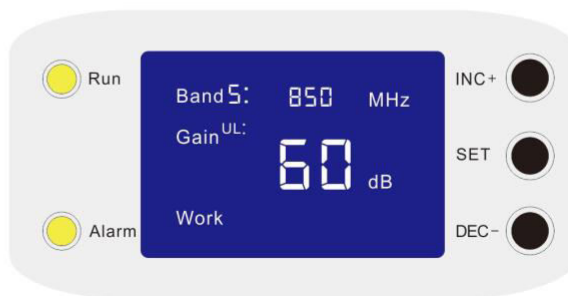 Run
Band 5: 850 MHz
Gain UL:
60 dB
Work
Alarm
INC+
SET
DEC-